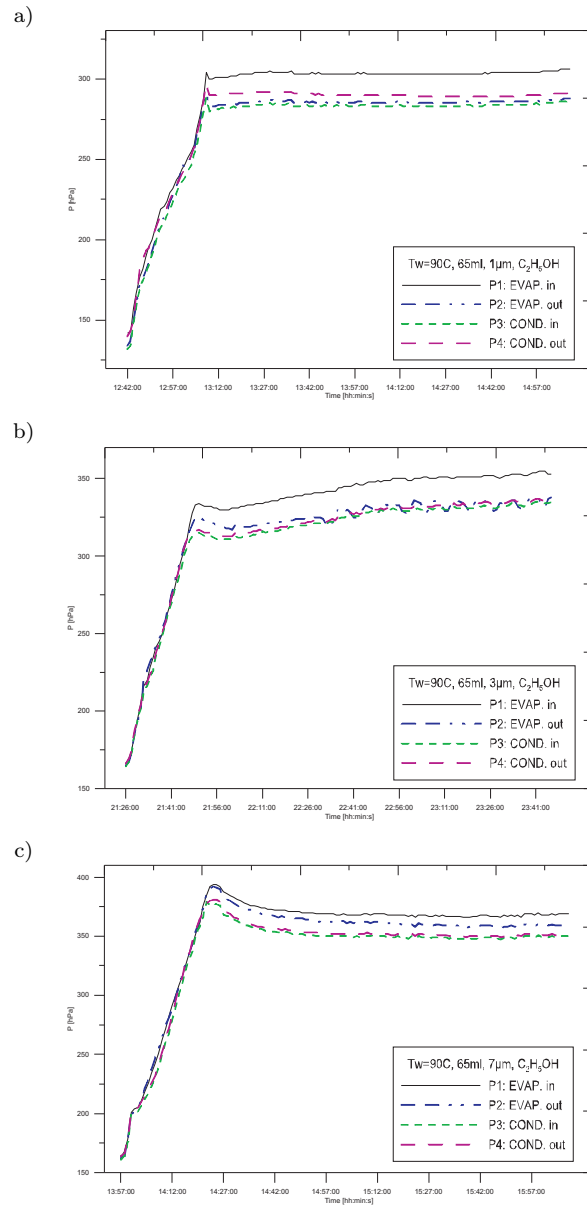 a)
300
250
200
150
P [hPa]
Tw=90C, 65ml, 1µm, C₂H₅OH
P1: EVAP. in
P2: EVAP. out
P3: COND. in
P4: COND. out
12:42:00 12:57:00 13:12:00 13:27:00 13:42:00 13:57:00 14:12:00 14:27:00 14:42:00 14:57:00
Time [hh:min:s]
b)
350
300
250
200
150
P [hPa]
Tw=90C, 65ml, 3µm, C₂H₅OH
P1: EVAP. in
P2: EVAP. out
P3: COND. in
P4: COND. out
21:26:00 21:41:00 21:56:00 22:11:00 22:26:00 22:41:00 22:56:00 23:11:00 23:26:00 23:41:00
Time [hh:min:s]
c)
400
350
300
250
200
150
P [hPa]
Tw=90C, 65ml, 7µm, C₂H₅OH
P1: EVAP. in
P2: EVAP. out
P3: COND. in
P4: COND. out
13:57:00 14:12:00 14:27:00 14:42:00 14:57:00 15:12:00 15:27:00 15:42:00 15:57:00
Time [hh:min:s]